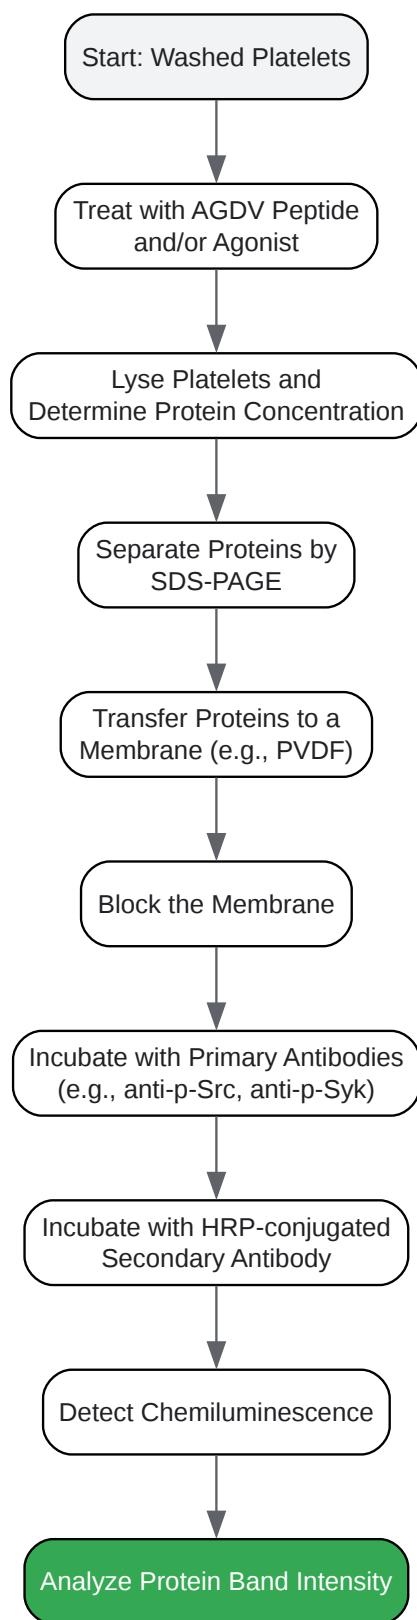 Start: Washed Platelets
Treat with AGDV Peptide
and/or Agonist
Lyse Platelets and
Determine Protein Concentration
Separate Proteins by
SDS-PAGE
Transfer Proteins to a
Membrane (e.g., PVDF)
Block the Membrane
Incubate with Primary Antibodies
(e.g., anti-p-Src, anti-p-Syk)
Incubate with HRP-conjugated
Secondary Antibody
Detect Chemiluminescence
Analyze Protein Band Intensity